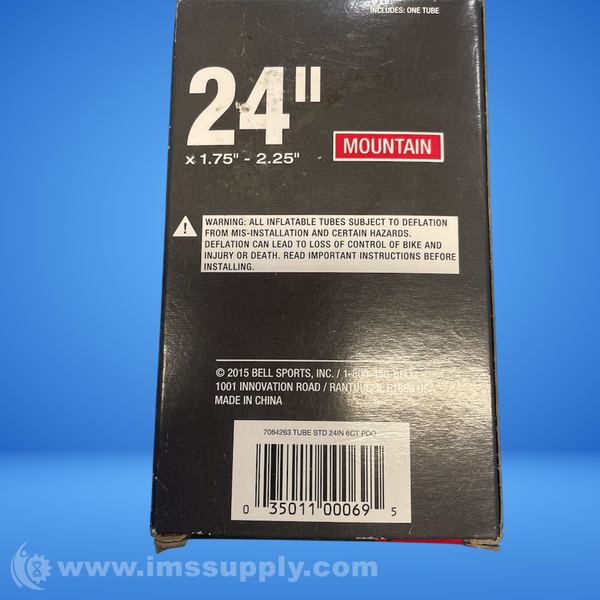 INCLUDES: ONE TUBE
24"
x 1.75" - 2.25"
MOUNTAIN
WARNING: ALL INFLATABLE TUBES SUBJECT TO DEFLATION
FROM MIS-INSTALLATION AND CERTAIN HAZARDS.
DEFLATION CAN LEAD TO LOSS OF CONTROL OF BIKE AND
INJURY OR DEATH. READ IMPORTANT INSTRUCTIONS BEFORE
INSTALLING.
© 2015 BELL SPORTS, INC. /
1001 INNOVATION ROAD / USA
MADE IN CHINA
7064263 TUBE STD 24IN 6CT PDQ
0 35011 00069 5
www.imssupply.com